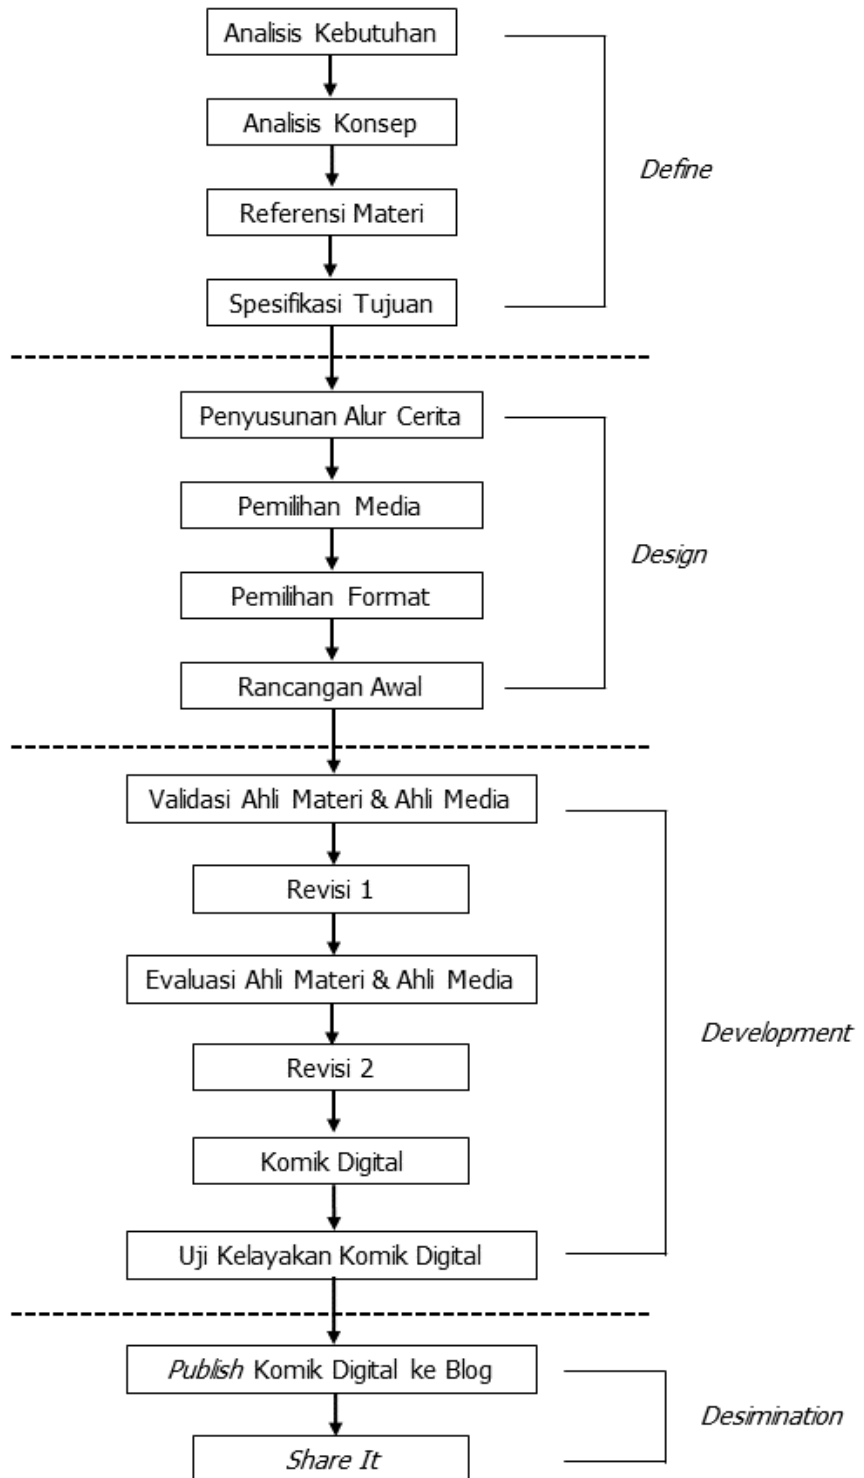 Analisis Kebutuhan
Analisis Konsep
Define
Referensi Materi
Spesifikasi Tujuan
Penyusunan Alur Cerita
Pemilihan Media
Design
Pemilihan Format
Rancangan Awal
Validasi Ahli Materi & Ahli Media
Revisi 1
Evaluasi Ahli Materi & Ahli Media
Development
Revisi 2
Komik Digital
Uji Kelayakan Komik Digital
Publish Komik Digital ke Blog
Desimination
Share It